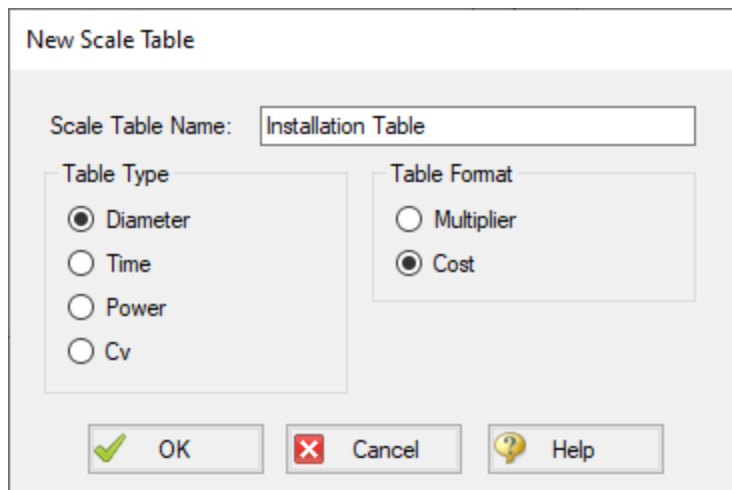 New Scale Table
Scale Table Name: Installation Table
Table Type
Diameter
Time
Power
Cv
Table Format
Multiplier
Cost
OK Cancel Help